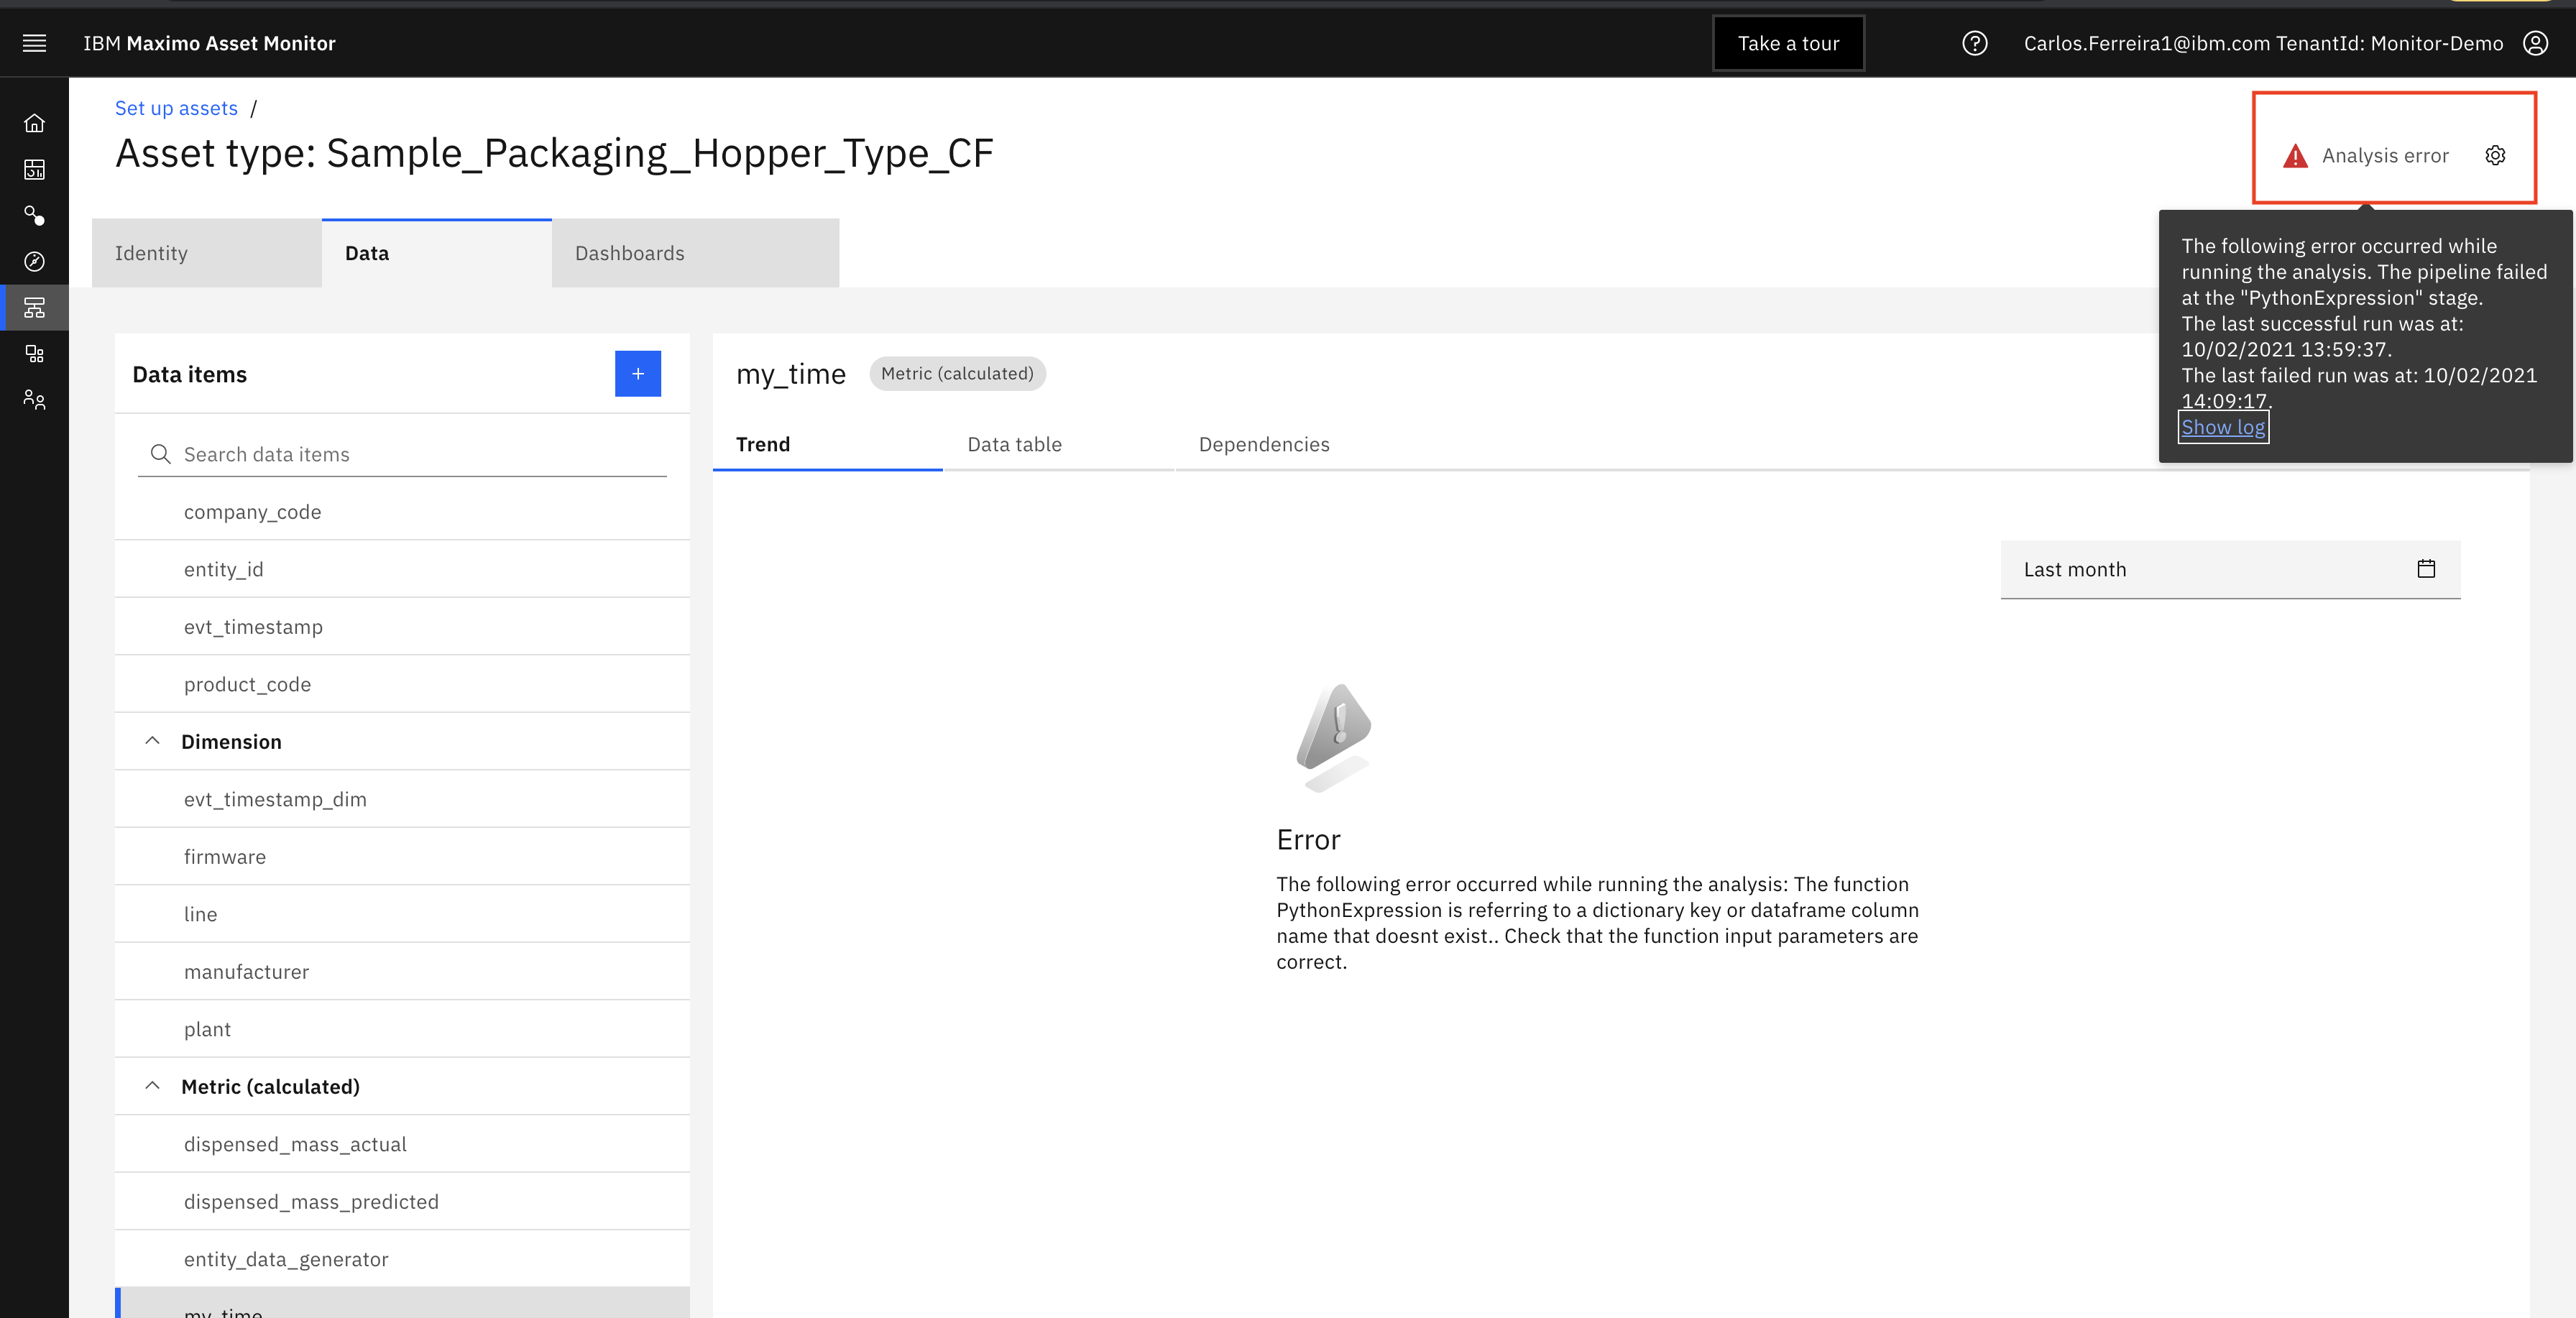 IBM Maximo Asset Monitor
Take a tour
Carlos.Ferreira1@ibm.com TenantId: Monitor-Demo
Set up assets /
Asset type: Sample_Packaging_Hopper_Type_CF
Analysis error
The following error occurred while
running the analysis. The pipeline failed
at the "PythonExpression" stage.
The last successful run was at:
10/02/2021 13:59:37.
The last failed run was at: 10/02/2021
14:09:17.
Show log
Identity
Data
Dashboards
Data items
Search data items
company_code
entity_id
evt_timestamp
product_code
Dimension
evt_timestamp_dim
firmware
line
manufacturer
plant
Metric (calculated)
dispensed_mass_actual
dispensed_mass_predicted
entity_data_generator
my_time
my_time
Metric (calculated)
Trend
Data table
Dependencies
Last month
Error
The following error occurred while running the analysis: The function
PythonExpression is referring to a dictionary key or dataframe column
name that doesnt exist.. Check that the function input parameters are
correct.